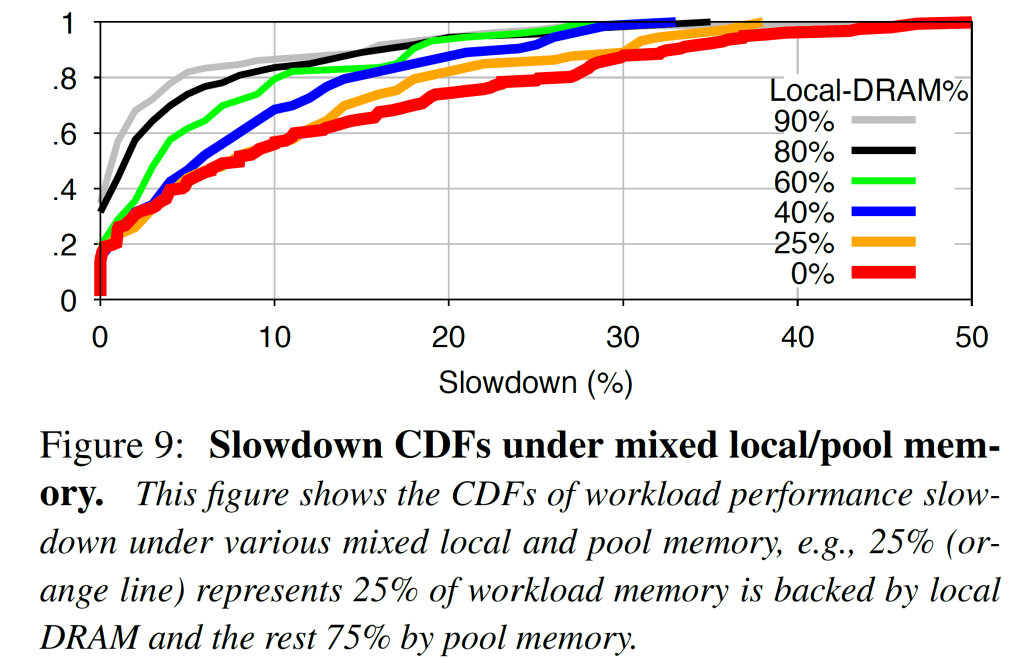 1
.8
.6
.4
.2
0
Local-DRAM%
90%
80%
60%
40%
25%
0%
0 10 20 30 40 50
Slowdown (%)
Figure 9: Slowdown CDFs under mixed local/pool mem-
ory. This figure shows the CDFs of workload performance slow-
down under various mixed local and pool memory, e.g., 25% (or-
ange line) represents 25% of workload memory is backed by local
DRAM and the rest 75% by pool memory.